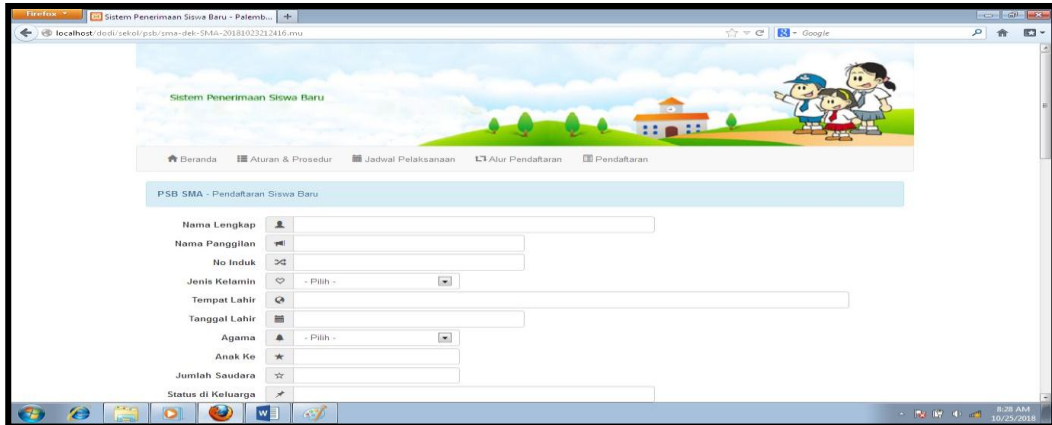 Firefox
Sistem Penerimaan Siswa Baru - Palemb...
localhost/dodi/sekol/psb/sma-dek-SMA-20181023212416.mu
Google
Sistem Penerimaan Siswa Baru
Beranda Aturan & Prosedur Jadwal Pelaksanaan Alur Pendaftaran Pendaftaran
PSB SMA - Pendaftaran Siswa Baru
Nama Lengkap
Nama Panggilan
No Induk
Jenis Kelamin - Pilih -
Tempat Lahir
Tanggal Lahir
Agama - Pilih -
Anak Ke
Jumlah Saudara
Status di Keluarga
8:28 AM
10/25/2018